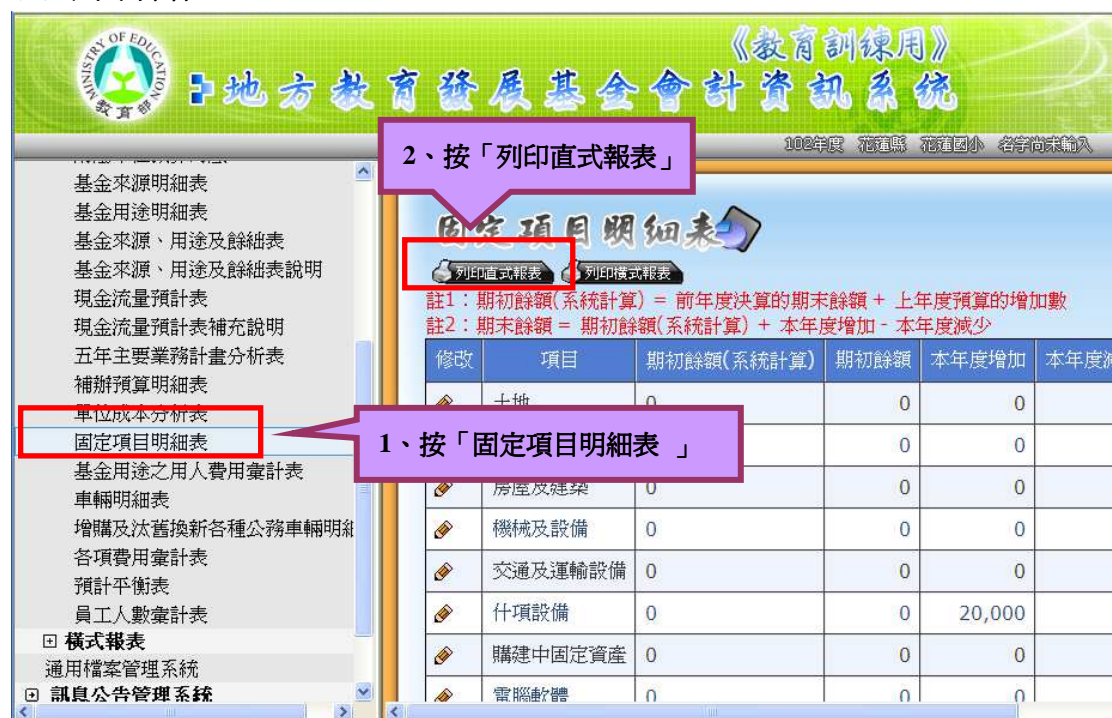 MINISTRY OF EDUCATION
教育部
《教育訓練用》
地方教育發展基金會計資訊系統
102年度 花蓮縣 花蓮國小 名字尚未輸入
2、按「列印直式報表」
基金來源明細表
基金用途明細表
基金來源、用途及餘絀表
基金來源、用途及餘絀表說明
現金流量預計表
現金流量預計表補充說明
五年主要業務計畫分析表
補辦預算明細表
單位成本分析表
固定項目明細表
基金用途之用人費用彙計表
車輛明細表
增購及汰舊換新各種公務車輛明細
各項費用彙計表
預計平衡表
員工人數彙計表
橫式報表
通用檔案管理系統
訊息公告管理系統
1、按「固定項目明細表 」
固定項目明細表
列印直式報表 列印橫式報表
註1：期初餘額(系統計算) = 前年度決算的期末餘額 + 上年度預算的增加數
註2：期末餘額 = 期初餘額(系統計算) + 本年度增加 - 本年度減少
修改 項目 期初餘額(系統計算) 期初餘額 本年度增加 本年度減
土地 0 0 0
0 0
房屋及建築 0 0 0
機械及設備 0 0 0
交通及運輸設備 0 0 0
什項設備 0 0 20,000
購建中固定資產 0 0 0
電腦軟體 0 0 0